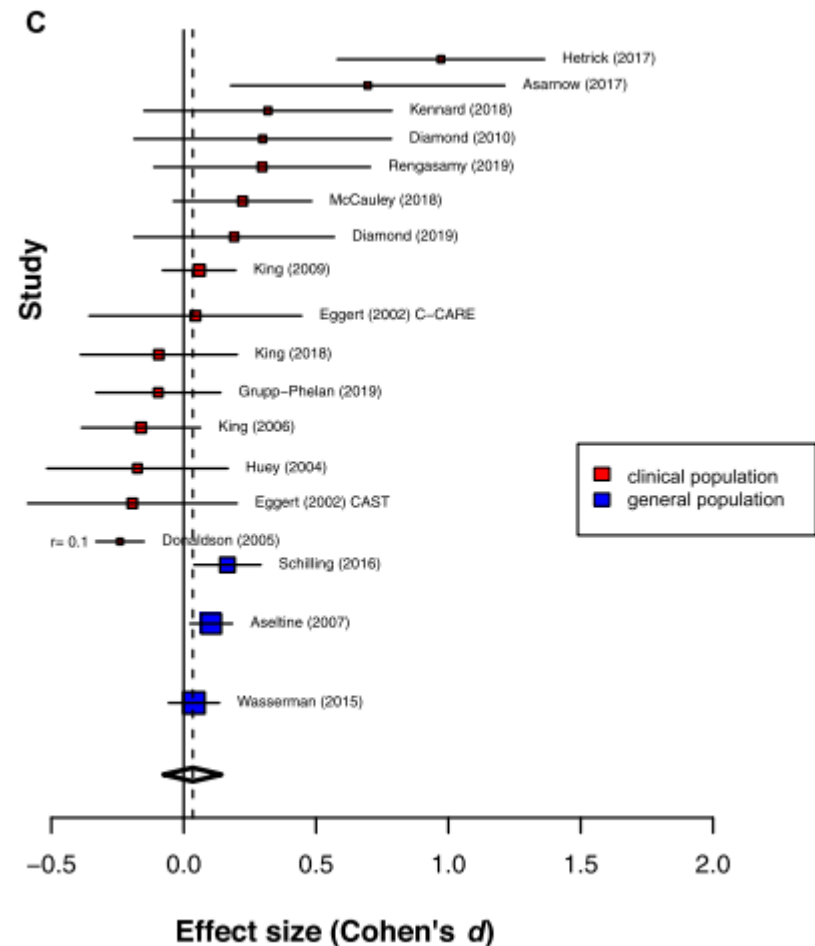 C
Hetrick (2017)
Asarnow (2017)
Kennard (2018)
Diamond (2010)
Rengasamy (2019)
McCauley (2018)
Diamond (2019)
King (2009)
Study
Eggert (2002) C−CARE
King (2018)
Grupp−Phelan (2019)
King (2006)
Huey (2004)
clinical population
general population
Eggert (2002) CAST
r= 0.1 Donaldson (2005)
Schilling (2016)
Aseltine (2007)
Wasserman (2015)
−0.5 0.0 0.5 1.0 1.5 2.0
Effect size (Cohen's d)